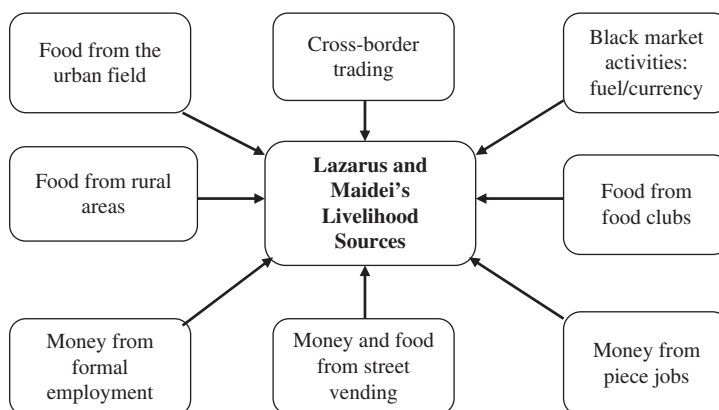 Food from the
urban field
Cross-border
trading
Black market
activities:
fuel/currency
Food from rural
areas
Lazarus and
Maidei’s
Livelihood
Sources
Food from
food clubs
Money from
formal
employment
Money and food
from street
vending
Money from
piece jobs